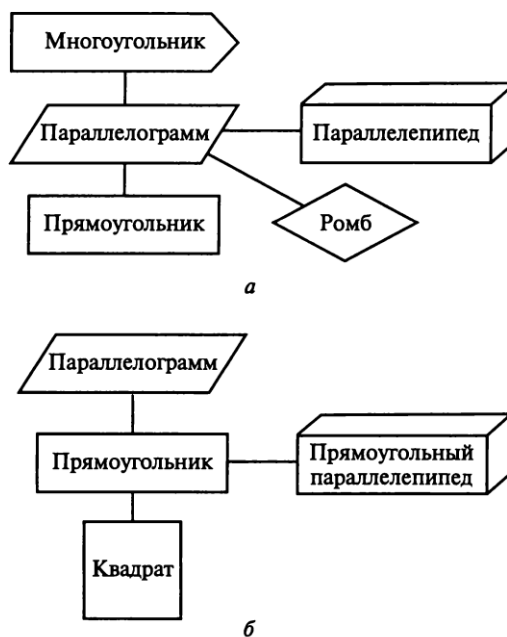 Многоугольник
Параллелограмм
Параллелепипед
Прямоугольник
Ромб
а
Параллелограмм
Прямоугольник
Прямоугольный
параллелепипед
Квадрат
б